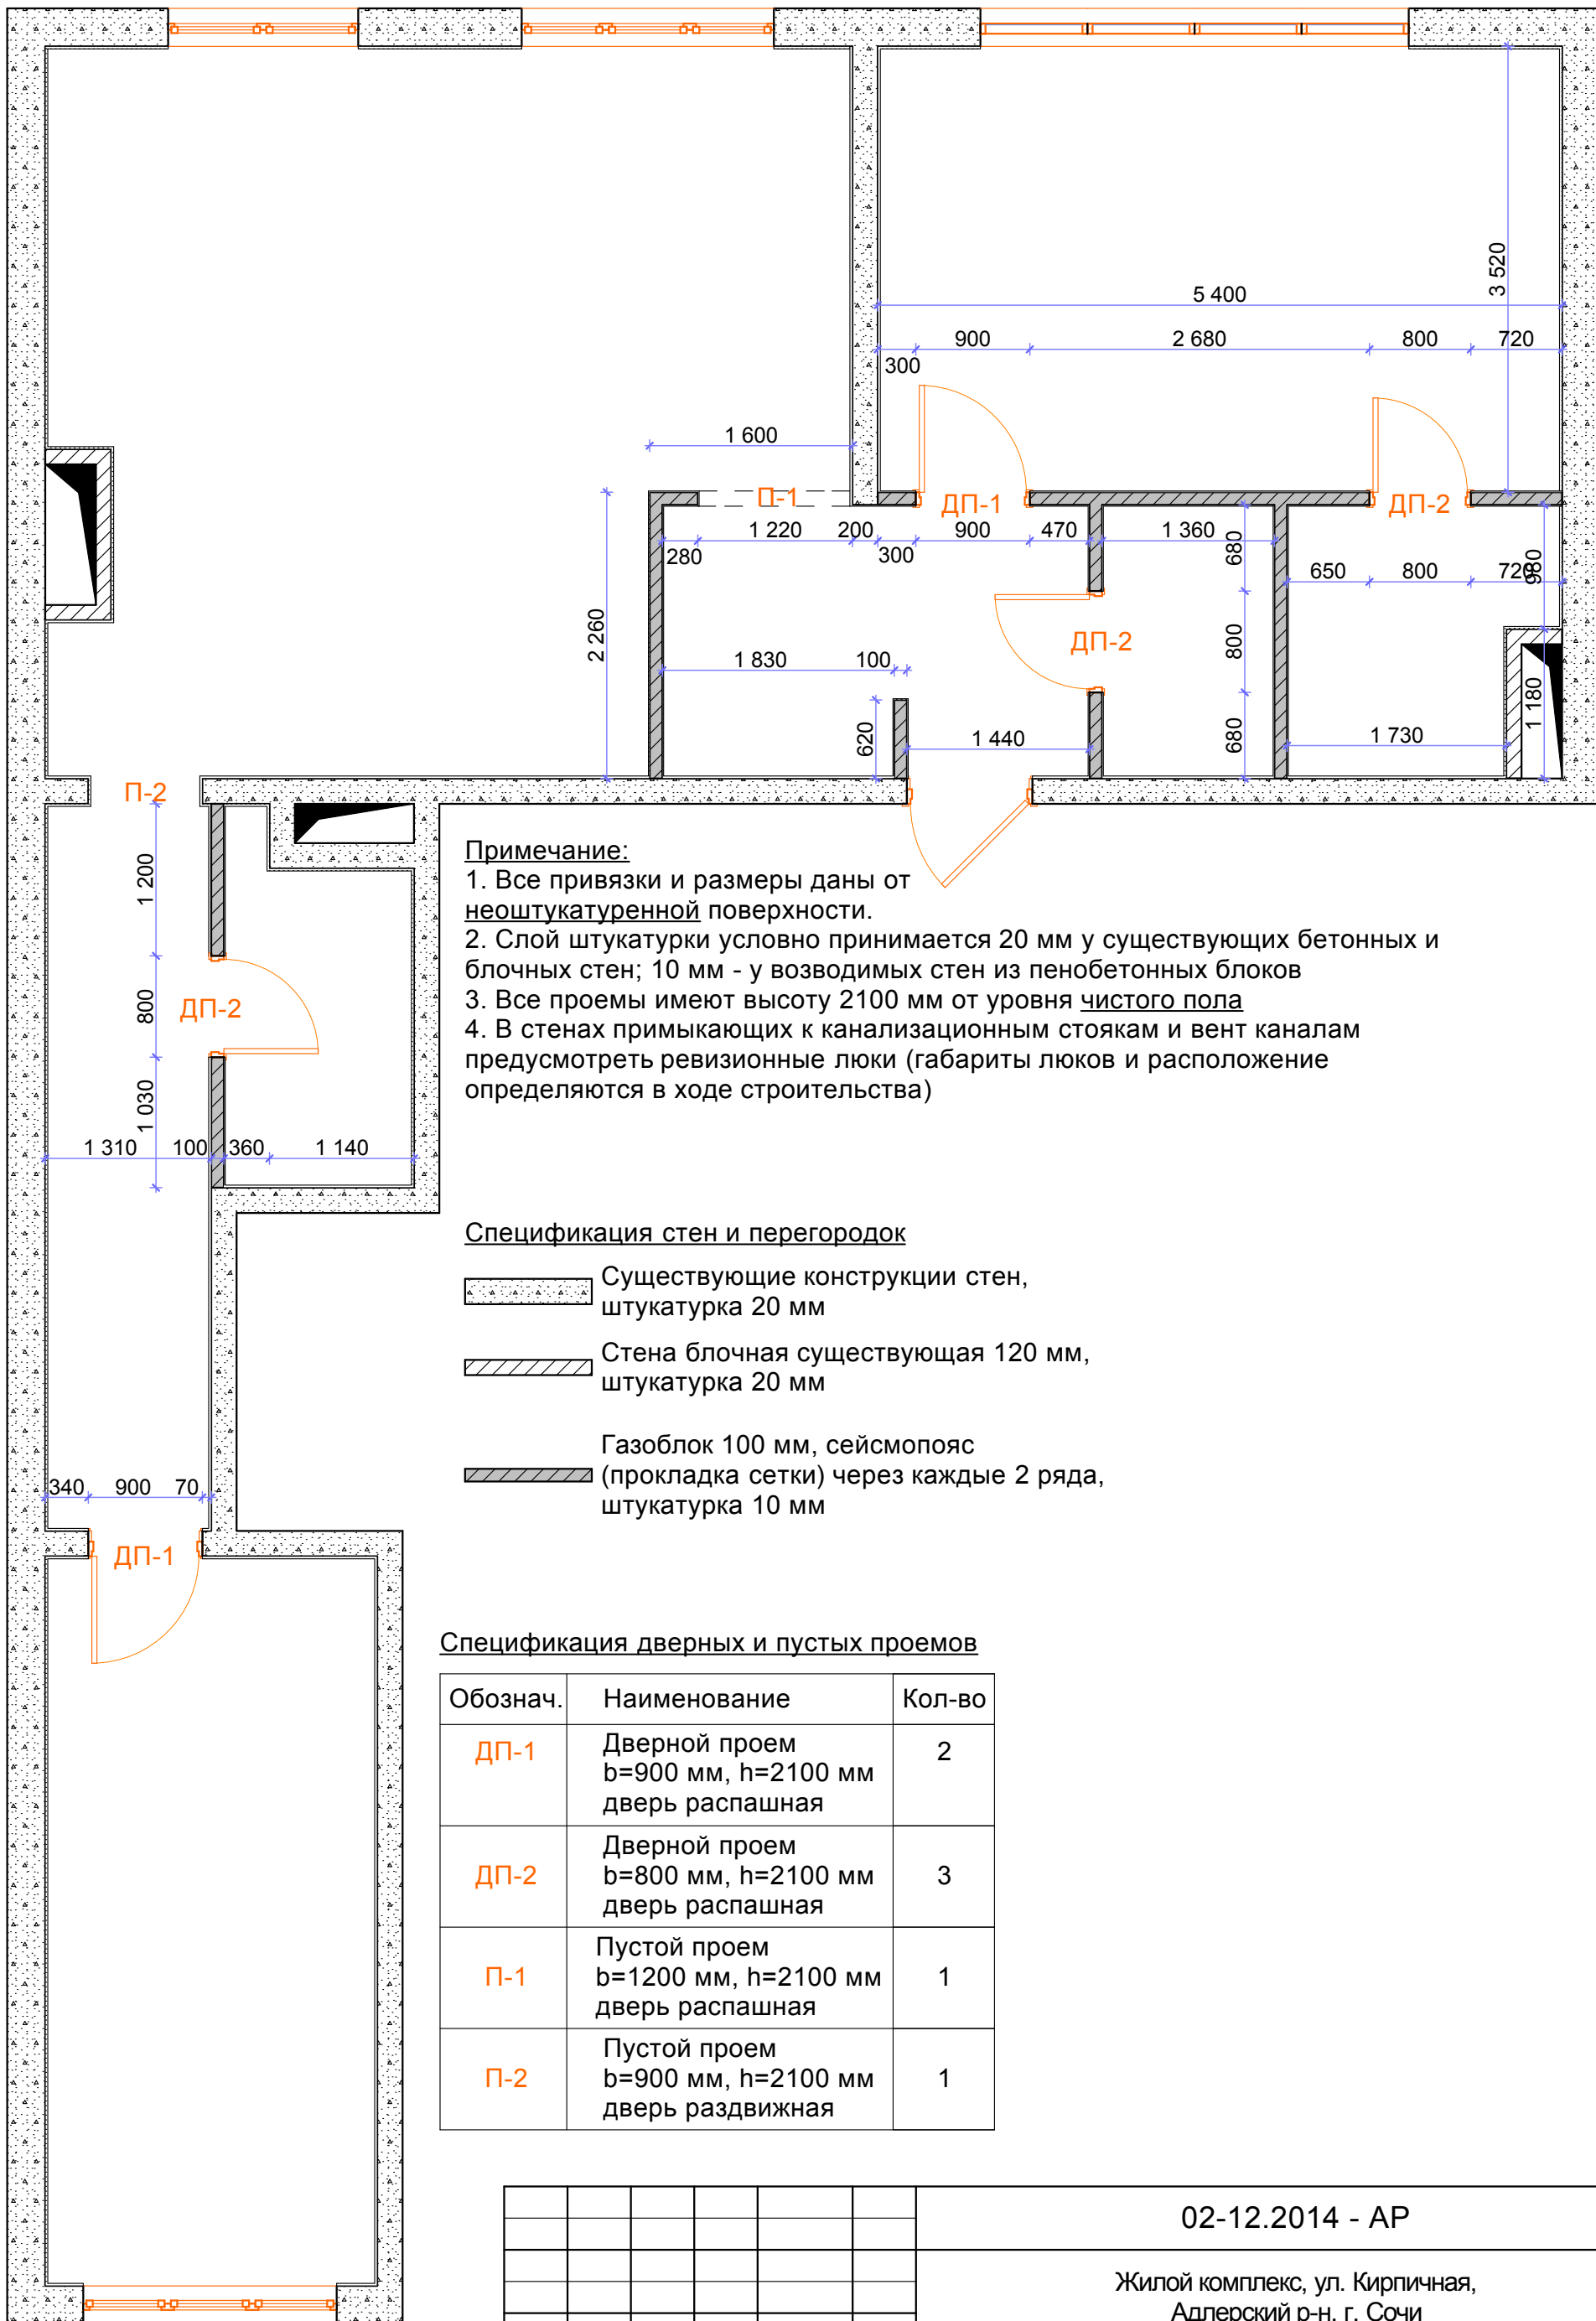 3 520
5 400
900
2 680
800
720
300
1 600
П-1
ДП-1
ДП-2
1 220
200
900
470
1 360
680
980
280
300
650
800
720
2 260
ДП-2
800
1 830
100
1 180
620
1 440
680
1 730
П-2
1 200
800
ДП-2
1 030
1 310
100
360
1 140
340
900
70
ДП-1
Примечание:
1. Все привязки и размеры даны от
неоштукатуренной поверхности.
2. Слой штукатурки условно принимается 20 мм у существующих бетонных и
блочных стен; 10 мм - у возводимых стен из пенобетонных блоков
3. Все проемы имеют высоту 2100 мм от уровня чистого пола
4. В стенах примыкающих к канализационным стоякам и вент каналам
предусмотреть ревизионные люки (габариты люков и расположение
определяются в ходе строительства)
Спецификация стен и перегородок
Существующие конструкции стен,
штукатурка 20 мм
Стена блочная существующая 120 мм,
штукатурка 20 мм
Газоблок 100 мм, сейсмопояс
(прокладка сетки) через каждые 2 ряда,
штукатурка 10 мм
Спецификация дверных и пустых проемов
Обознач. Наименование Кол-во
ДП-1 Дверной проем 2
b=900 мм, h=2100 мм
дверь распашная
Дверной проем
ДП-2 b=800 мм, h=2100 мм 3
дверь распашная
Пустой проем
П-1 b=1200 мм, h=2100 мм 1
дверь распашная
Пустой проем
П-2 b=900 мм, h=2100 мм 1
дверь раздвижная
02-12.2014 - АР
Жилой комплекс, ул. Кирпичная,
Адлерский р-н, г. Сочи